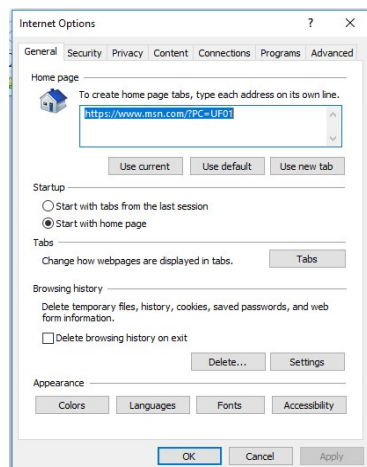 Internet Options ? X
General Security Privacy Content Connections Programs Advanced
Home page
To create home page tabs, type each address on its own line.
https://www.msn.com/?PC=UF01
Use current Use default Use new tab
Startup
Start with tabs from the last session
Start with home page
Tabs
Change how webpages are displayed in tabs. Tabs
Browsing history
Delete temporary files, history, cookies, saved passwords, and web
form information.
Delete browsing history on exit
Delete... Settings
Appearance
Colors Languages Fonts Accessibility
OK Cancel Apply